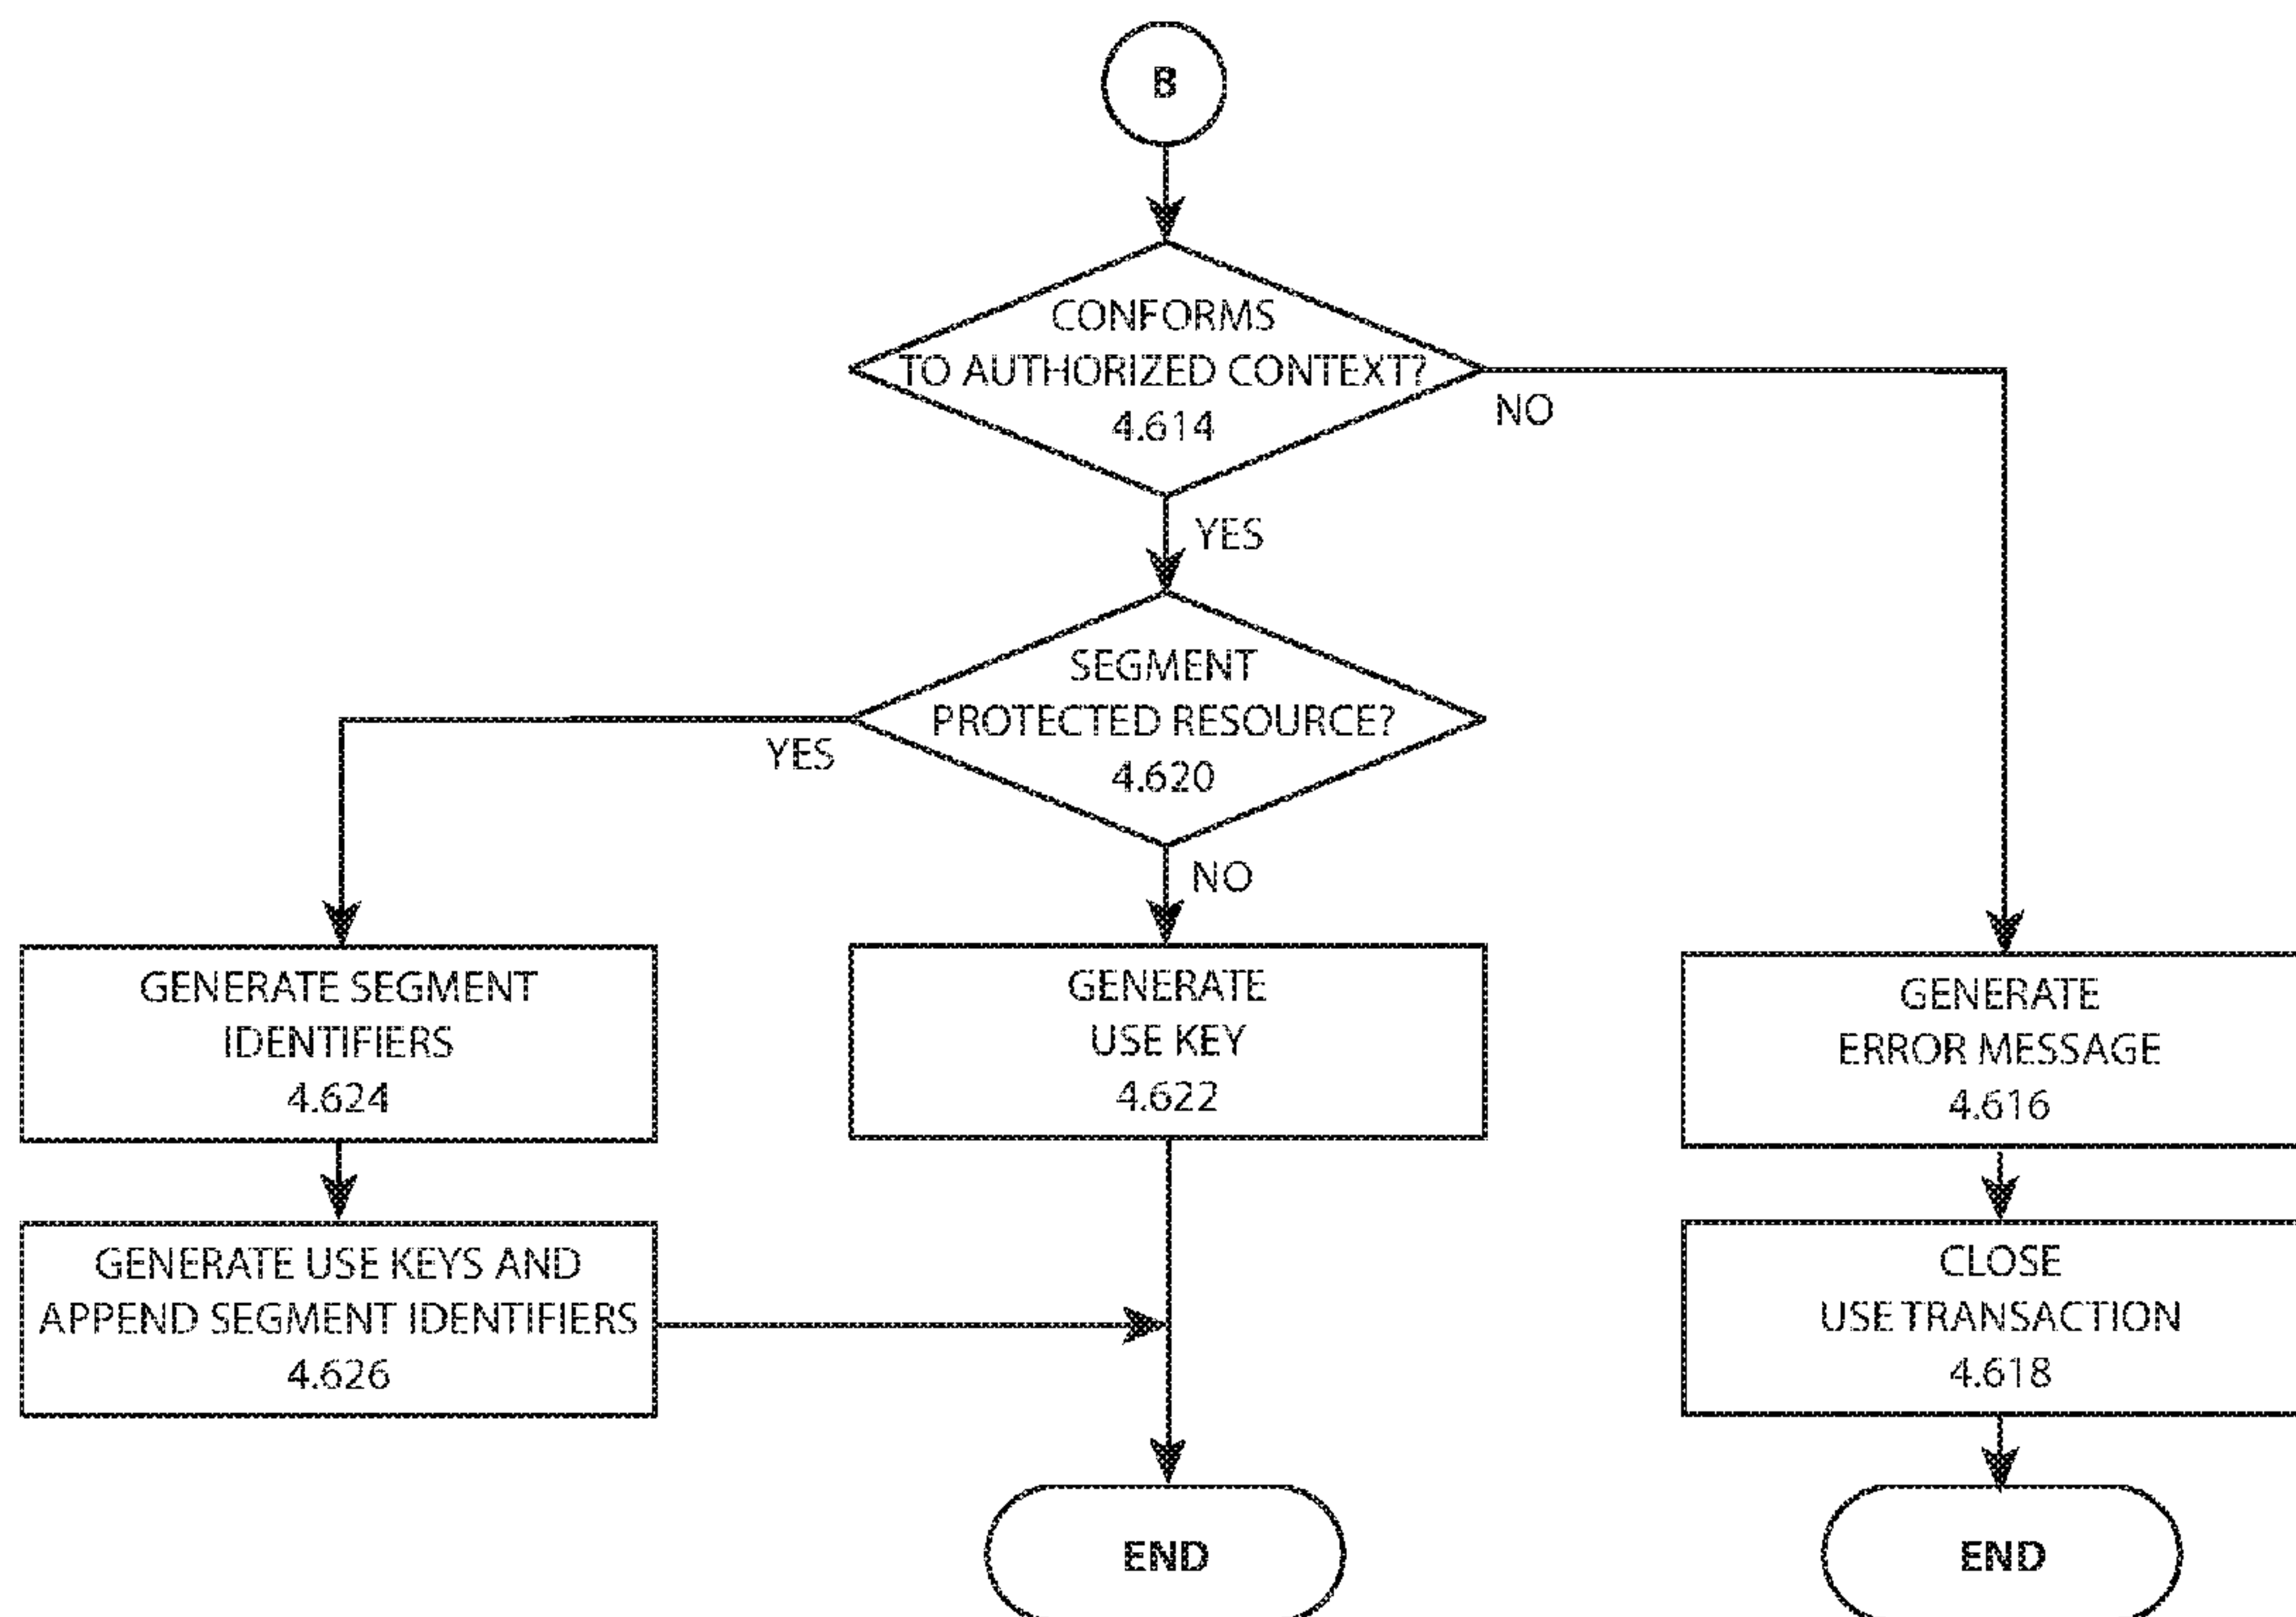 B
CONFORMS
TO AUTHORIZED CONTEXT?
4.614
NO
YES
SEGMENT
PROTECTED RESOURCE?
4.620
YES
NO
GENERATE SEGMENT
IDENTIFIERS
4.624
GENERATE
USE KEY
4.622
GENERATE
ERROR MESSAGE
4.616
GENERATE USE KEYS AND
APPEND SEGMENT IDENTIFIERS
4.626
CLOSE
USE TRANSACTION
4.618
END
END